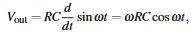 V_out = RC d/dt sin ωt = ωRC cos ωt,